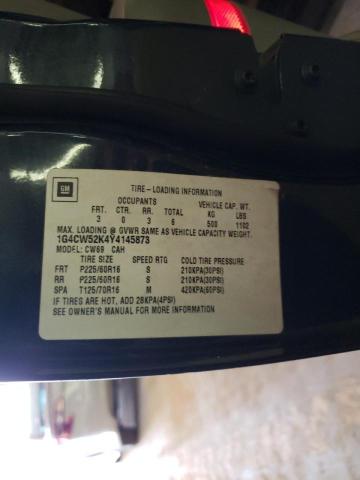 GM
TIRE-LOADING INFORMATION
OCCUPANTS VEHICLE CAP. WT.
FRT. CTR. RR. TOTAL KG LBS
3 0 3 6 500 1102
MAX. LOADING @ GVWR SAME AS VEHICLE CAPACITY WEIGHT.
1G4CW52K4Y4145873
MODEL: CW69 CAH
TIRE SIZE SPEED RTG COLD TIRE PRESSURE
FRT P225/60R16 S 210KPA(30PSI)
RR P225/60R16 S 210KPA(30PSI)
SPA T125/70R16 M 420KPA(60PSI)
IF TIRES ARE HOT, ADD 28KPA(4PSI)
SEE OWNER'S MANUAL FOR MORE INFORMATION